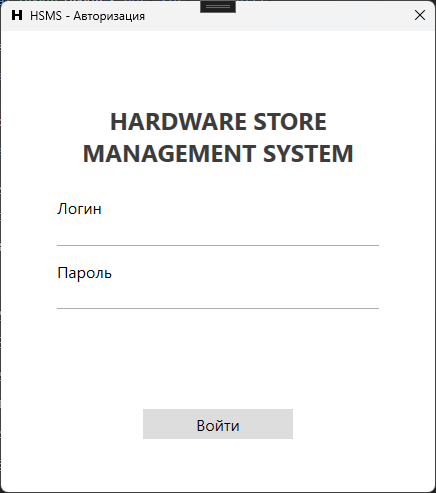 H HSMS - Авторизация
HARDWARE STORE
MANAGEMENT SYSTEM
Логин
Пароль
Войти